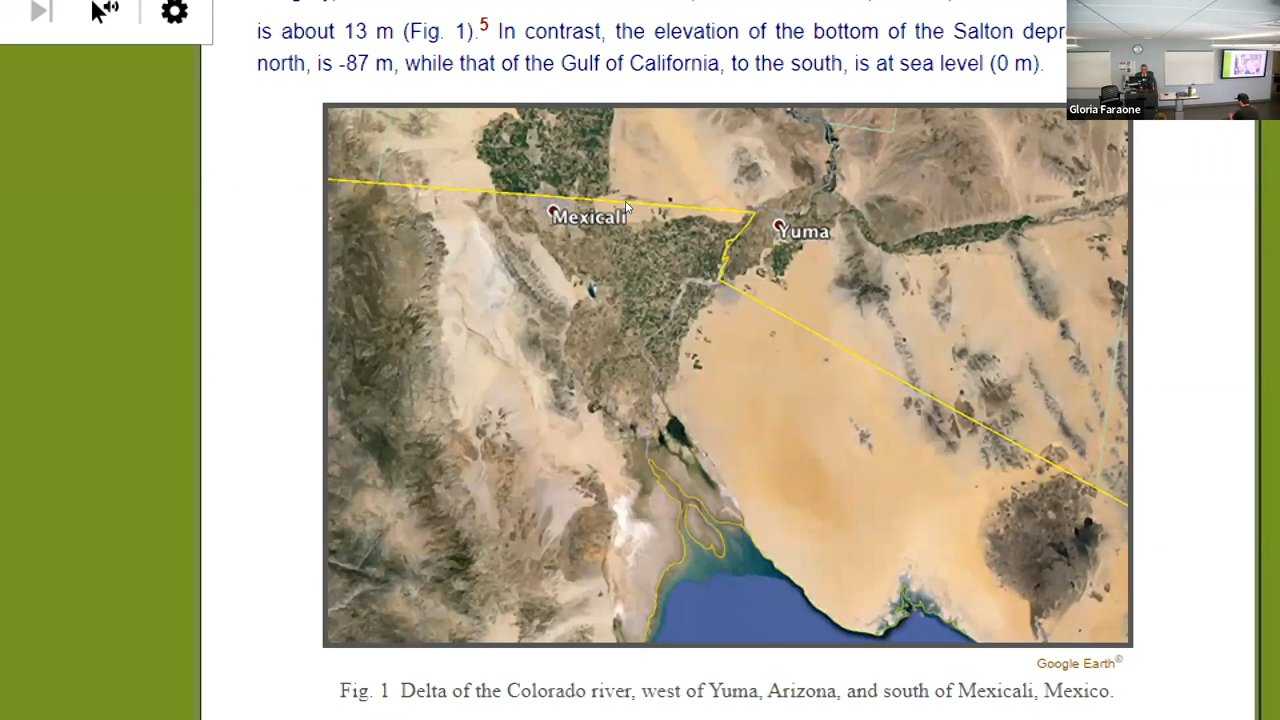 is about 13 m (Fig. 1).5 In contrast, the elevation of the bottom of the Salton depr
north, is -87 m, while that of the Gulf of California, to the south, is at sea level (0 m).
Gloria Faraone
Mexicali
Yuma
Google Earth©
Fig. 1 Delta of the Colorado river, west of Yuma, Arizona, and south of Mexicali, Mexico.